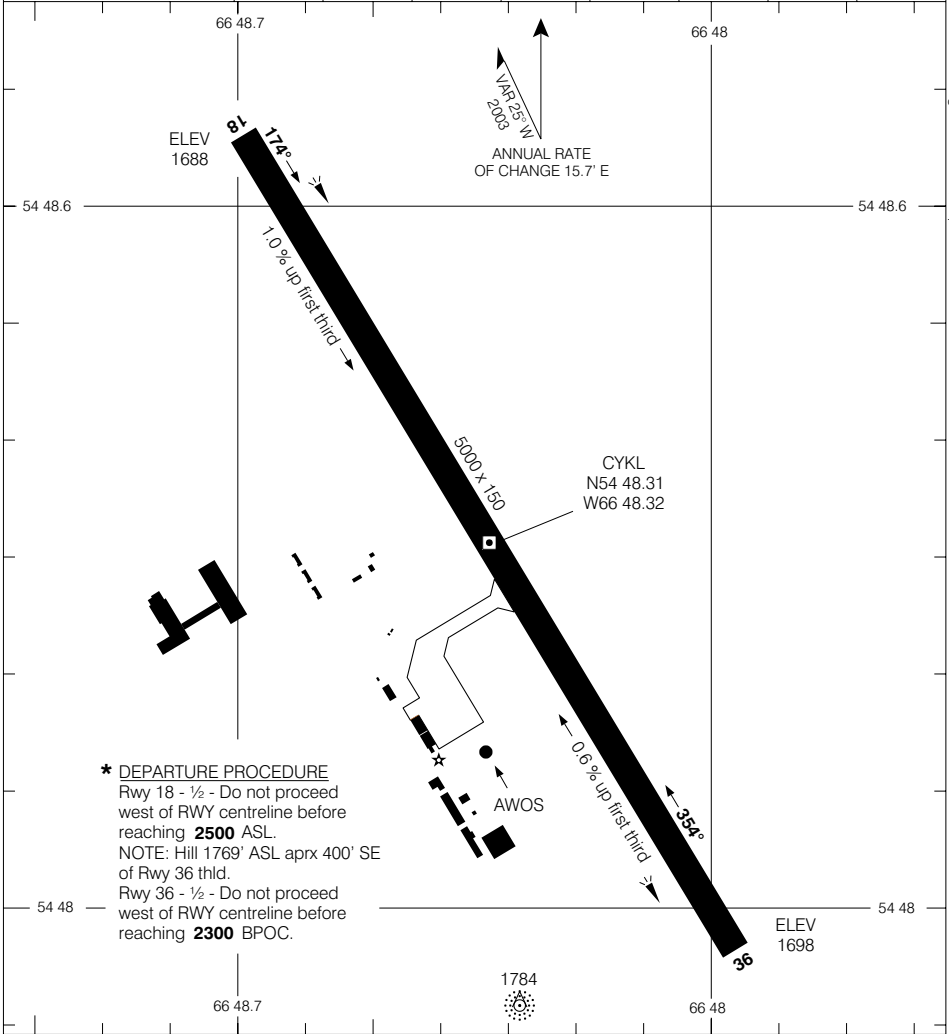 66 48.7
66 48
18
174°
ELEV
1688
VAR 25° W
2003
ANNUAL RATE
OF CHANGE 15.7' E
54 48.6
54 48.6
1.0 % up first third
5000 x 150
CYKL
N54 48.31
W66 48.32
AWOS
0.6 % up first third
354°
* DEPARTURE PROCEDURE
Rwy 18 - ½ - Do not proceed
west of RWY centreline before
reaching 2500 ASL.
NOTE: Hill 1769' ASL aprx 400' SE
of Rwy 36 thld.
Rwy 36 - ½ - Do not proceed
west of RWY centreline before
reaching 2300 BPOC.
54 48
54 48
ELEV
1698
36
1784
66 48.7
66 48